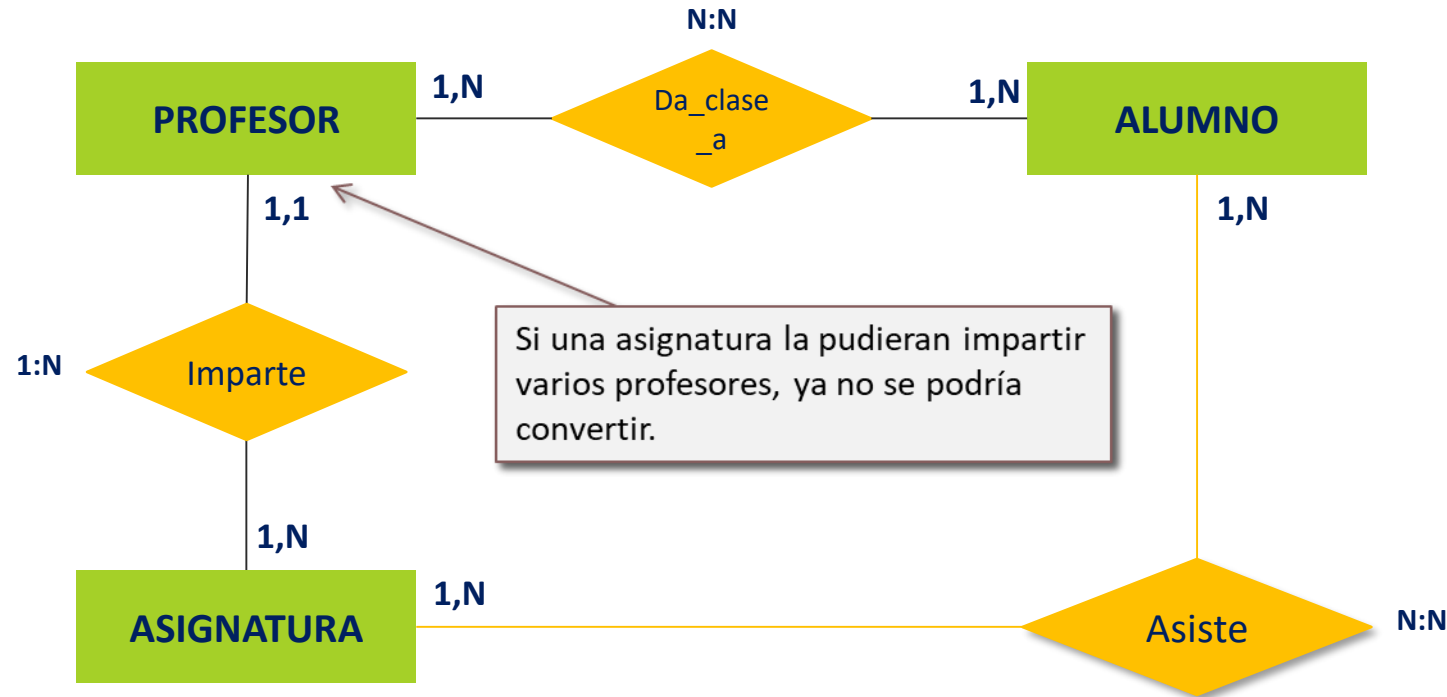 N:N
1,N
1,N
PROFESOR
Da_clase
_a
ALUMNO
1,1
1,N
Si una asignatura la pudieran impartir
varios profesores, ya no se podría
convertir.
1:N
Imparte
1,N
1,N
ASIGNATURA
Asiste
N:N